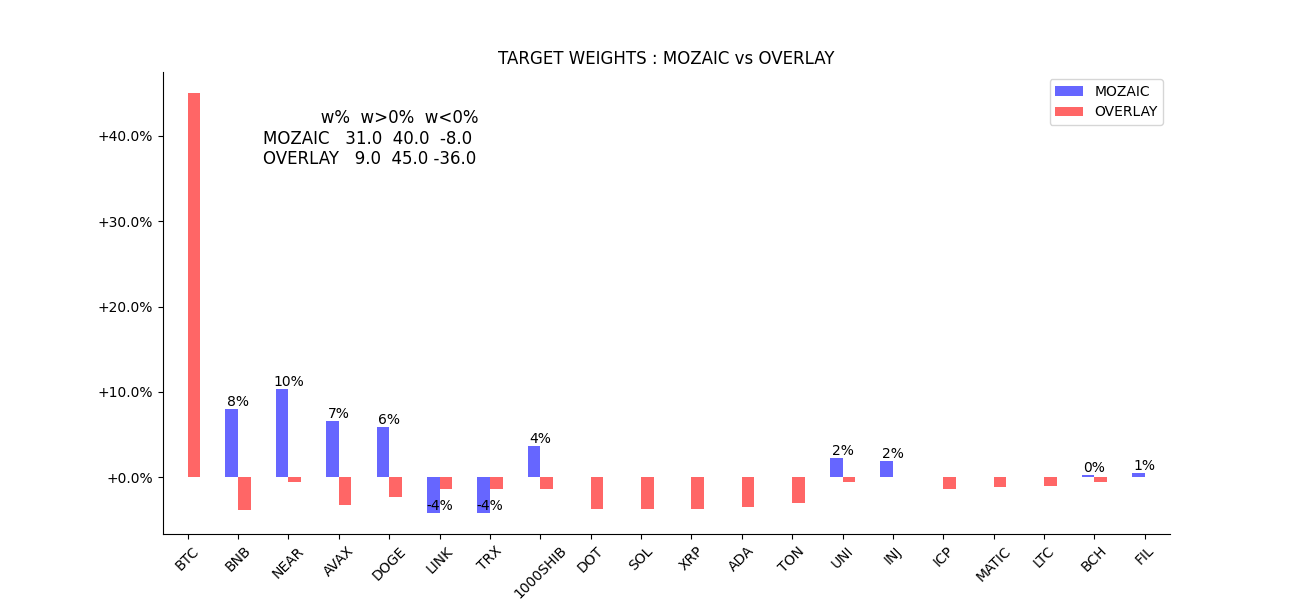 TARGET WEIGHTS : MOZAIC vs OVERLAY
MOZAIC
OVERLAY
w% w>0% w<0%
MOZAIC 31.0 40.0 -8.0
OVERLAY 9.0 45.0 -36.0
+40.0%
+30.0%
+20.0%
+10.0%
+0.0%
8%
10%
7%
6%
-4%
-4%
4%
2%
2%
0%
1%
BTC
BNB
NEAR
AVAX
DOGE
LINK
TRX
1000SHIB
DOT
SOL
XRP
ADA
TON
UNI
INJ
ICP
MATIC
LTC
BCH
FIL